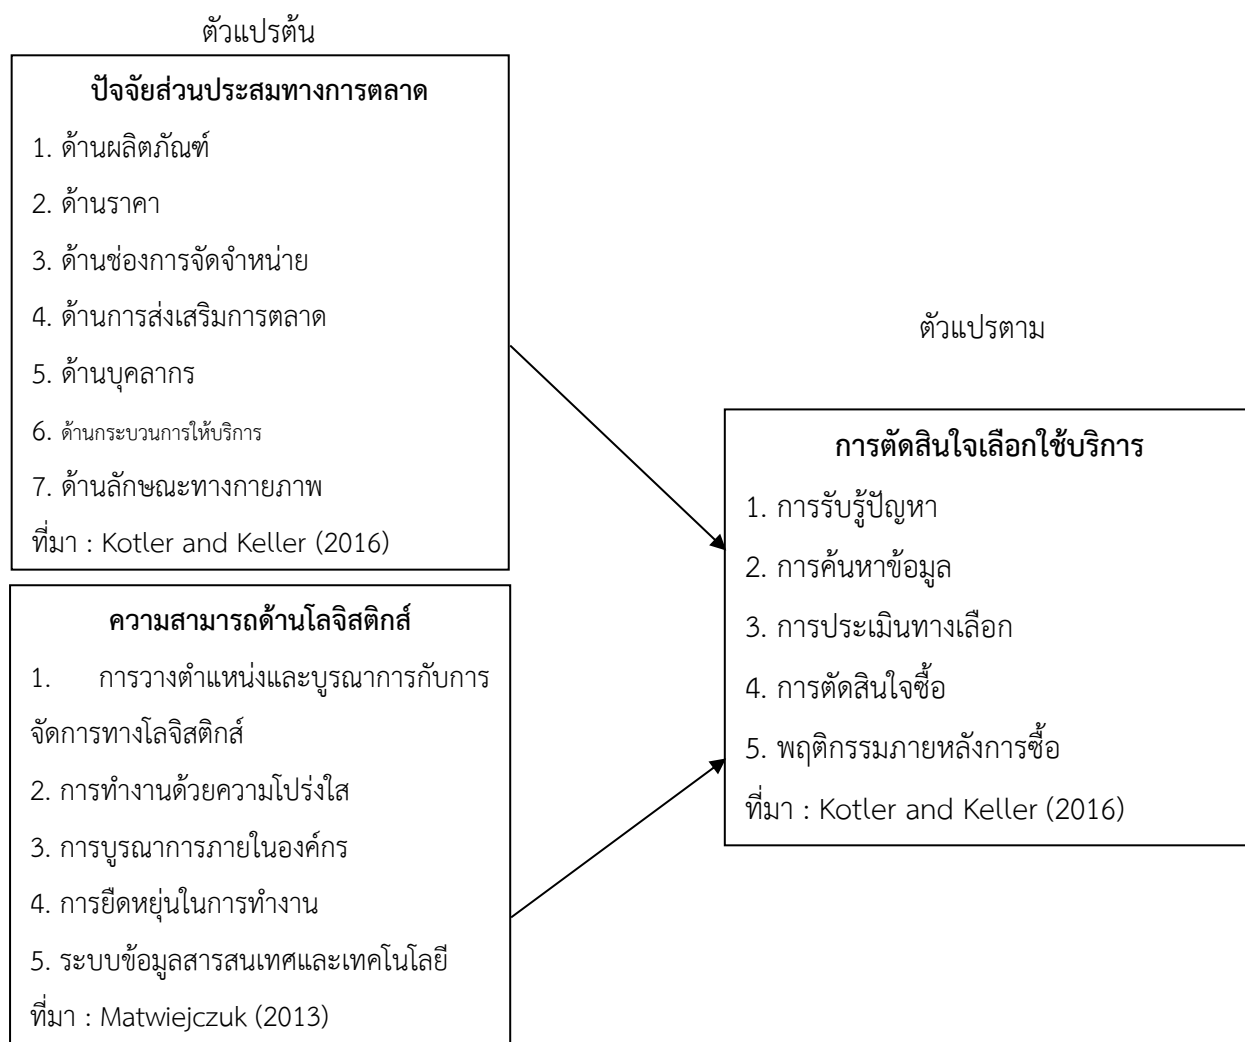 ตัวแปรต้น
ปัจจัยส่วนประสมทางการตลาด
1. ด้านผลิตภัณฑ์
2. ด้านราคา
3. ด้านช่องการจัดจำหน่าย
4. ด้านการส่งเสริมการตลาด
5. ด้านบุคลากร
6. ด้านกระบวนการให้บริการ
7. ด้านลักษณะทางกายภาพ
ที่มา : Kotler and Keller (2016)
ความสามารถด้านโลจิสติกส์
1. การวางตำแหน่งและบูรณาการกับการ
จัดการทางโลจิสติกส์
2. การทำงานด้วยความโปร่งใส
3. การบูรณาการภายในองค์กร
4. การยืดหยุ่นในการทำงาน
5. ระบบข้อมูลสารสนเทศและเทคโนโลยี
ที่มา : Matwiejczuk (2013)
ตัวแปรตาม
การตัดสินใจเลือกใช้บริการ
1. การรับรู้ปัญหา
2. การค้นหาข้อมูล
3. การประเมินทางเลือก
4. การตัดสินใจซื้อ
5. พฤติกรรมภายหลังการซื้อ
ที่มา : Kotler and Keller (2016)